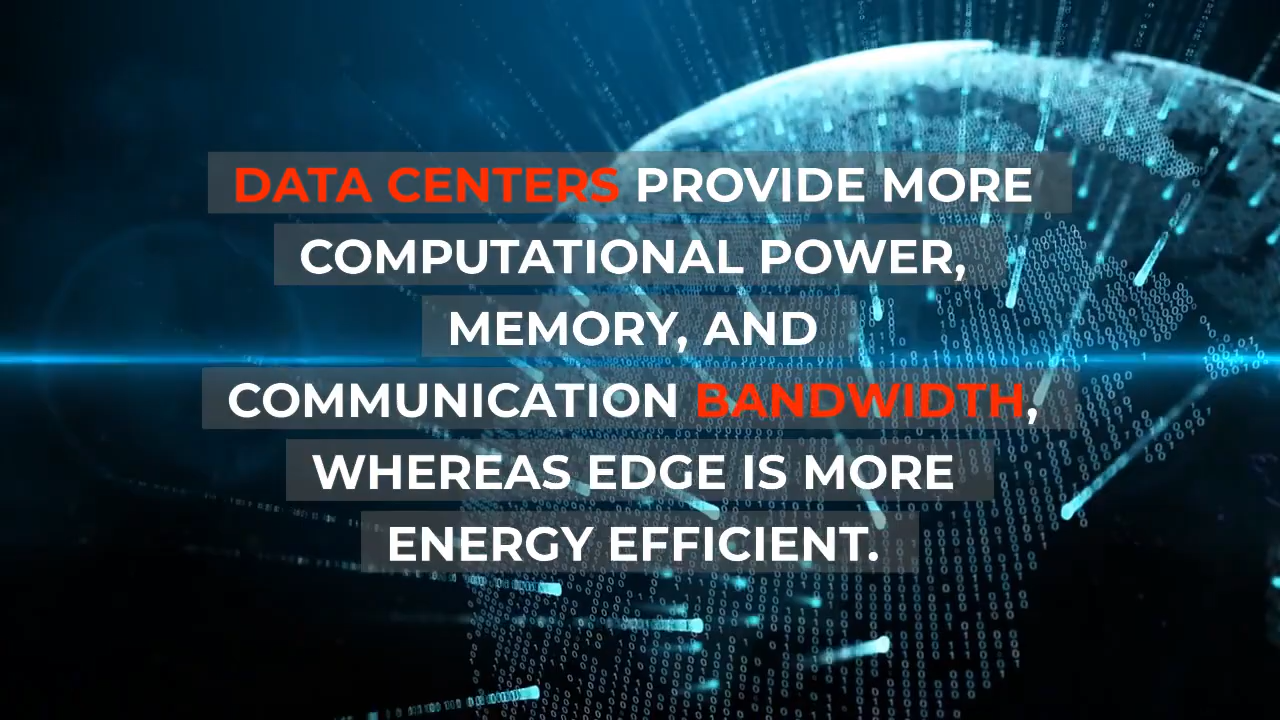 DATA CENTERS PROVIDE MORE
COMPUTATIONAL POWER,
MEMORY, AND
COMMUNICATION BANDWIDTH,
WHEREAS EDGE IS MORE
ENERGY EFFICIENT.